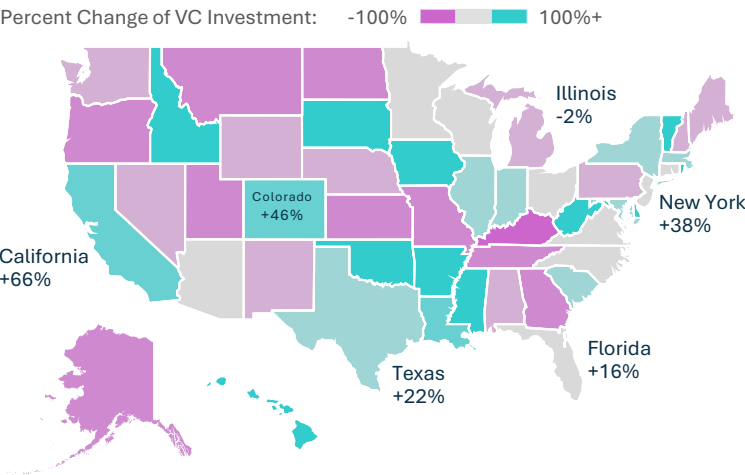 Percent Change of VC Investment: -100% 100%+
Illinois
-2%
Colorado
+46%
New York
+38%
California
+66%
Florida
+16%
Texas
+22%